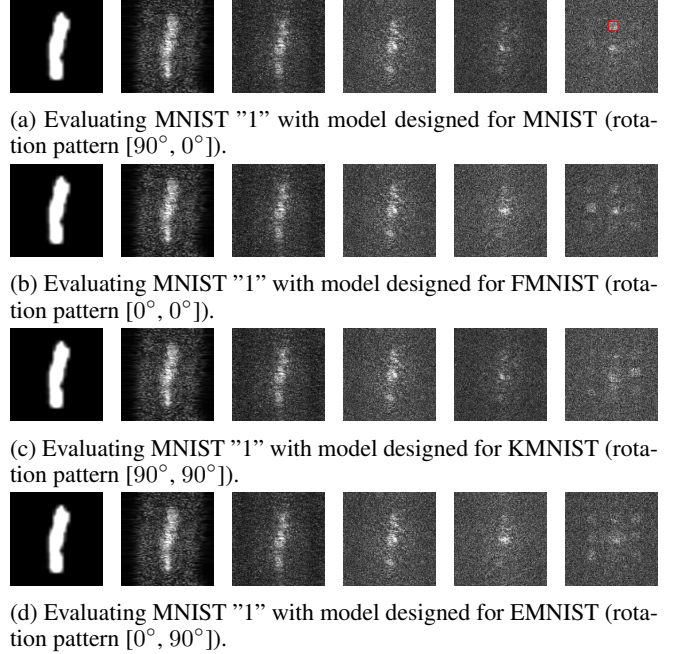 (a) Evaluating MNIST ”1” with model designed for MNIST (rota-
tion pattern [90°, 0°]).
(b) Evaluating MNIST ”1” with model designed for FMNIST (rota-
tion pattern [0°, 0°]).
(c) Evaluating MNIST ”1” with model designed for KMNIST (rota-
tion pattern [90°, 90°]).
(d) Evaluating MNIST ”1” with model designed for EMNIST (rota-
tion pattern [0°, 90°]).